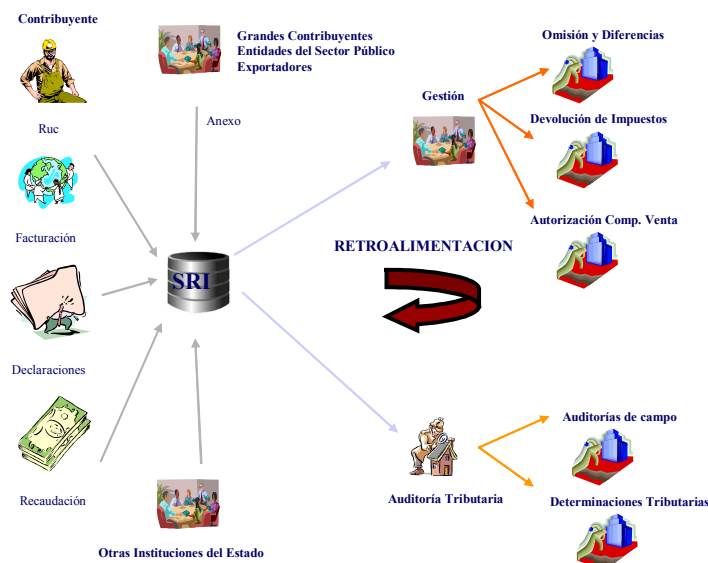 Contribuyente
Grandes Contribuyentes
Entidades del Sector Público
Exportadores
Omisión y Diferencias
Gestión
Ruc
Anexo
Devolución de Impuestos
Autorización Comp. Venta
Facturación
RETROALIMENTACION
SRI
Declaraciones
Auditorías de campo
Recaudación
Auditoría Tributaria
Determinaciones Tributarias
Otras Instituciones del Estado